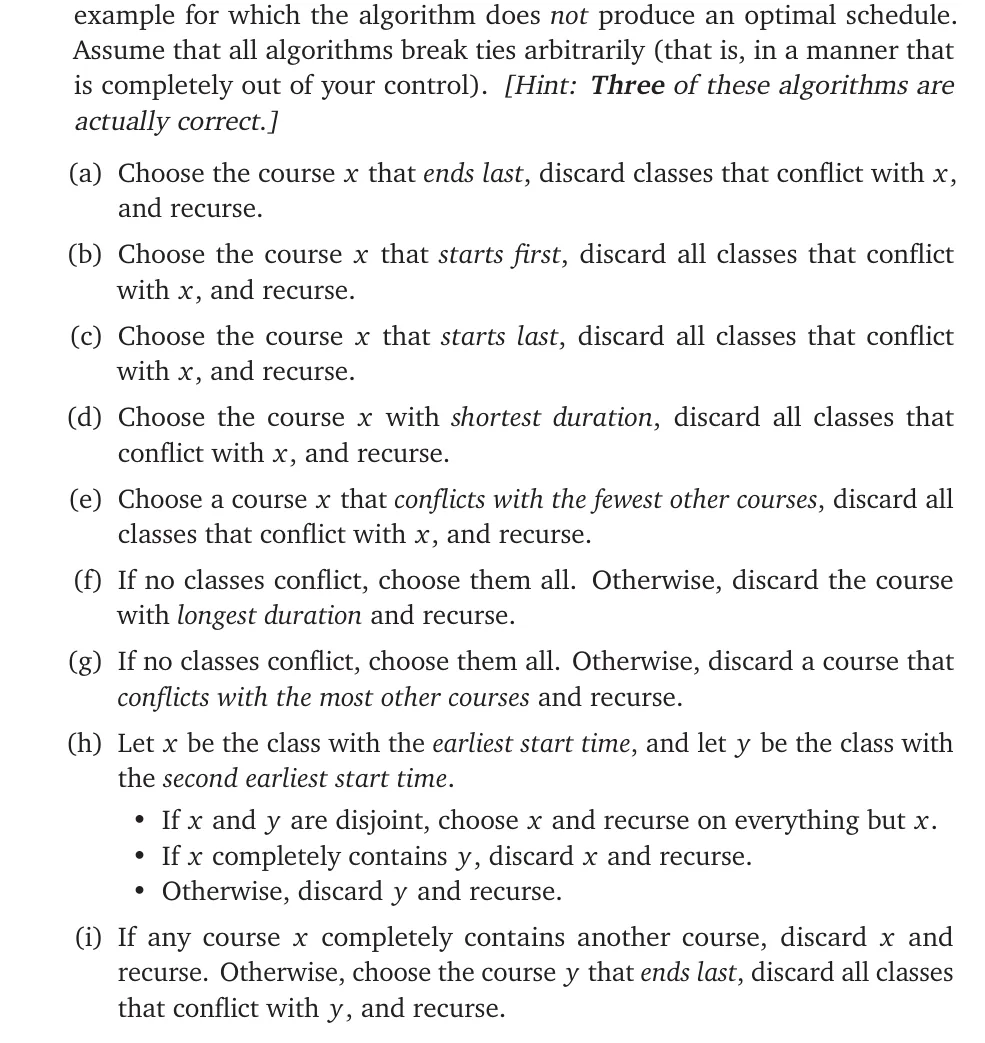 example for which the algorithm does not produce an optimal schedule.
Assume that all algorithms break ties arbitrarily (that is, in a manner that
is completely out of your control). [Hint: Three of these algorithms are
actually correct.]
(a) Choose the course x that ends last, discard classes that conflict with x,
and recurse.
(b) Choose the course x that starts first, discard all classes that conflict
with x, and recurse.
(c) Choose the course x that starts last, discard all classes that conflict
with x, and recurse.
(d) Choose the course x with shortest duration, discard all classes that
conflict with x, and recurse.
(e) Choose a course x that conflicts with the fewest other courses, discard all
classes that conflict with x, and recurse.
(f) If no classes conflict, choose them all. Otherwise, discard the course
with longest duration and recurse.
(g) If no classes conflict, choose them all. Otherwise, discard a course that
conflicts with the most other courses and recurse.
(h) Let x be the class with the earliest start time, and let y be the class with
the second earliest start time.
• If x and y are disjoint, choose x and recurse on everything but x.
• If x completely contains y, discard x and recurse.
• Otherwise, discard y and recurse.
(i) If any course x completely contains another course, discard x and
recurse. Otherwise, choose the course y that ends last, discard all classes
that conflict with y, and recurse.